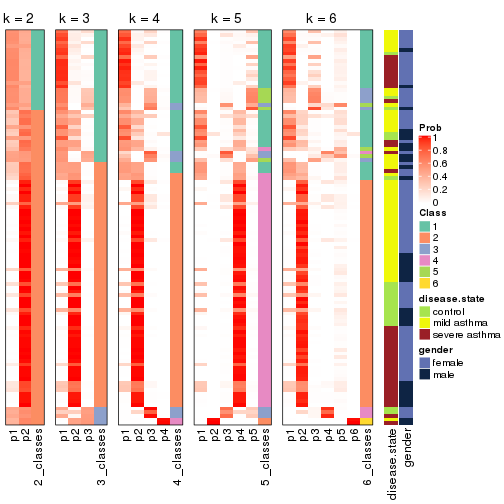 k = 2
k = 3
k = 4
k = 5
k = 6
Prob
1
0.8
0.6
0.4
0.2
0
Class
1
2
3
4
5
6
disease.state
control
mild asthma
severe asthma
gender
female
male
p1
p2
2_classes
p1
p2
p3
3_classes
p1
p2
p3
p4
4_classes
p1
p2
p3
p4
p5
5_classes
p1
p2
p3
p4
p5
p6
6_classes
disease.state
gender